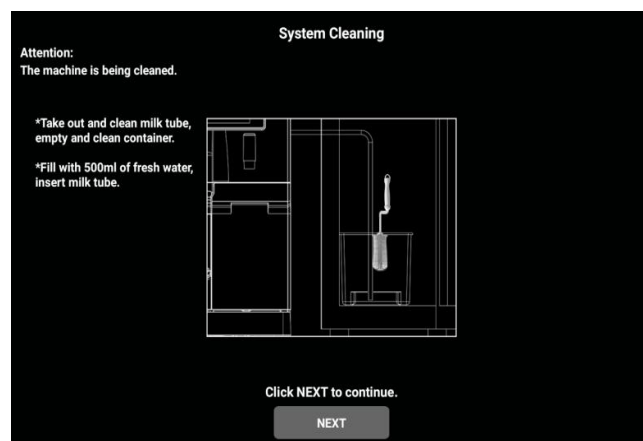 System Cleaning
Attention:
The machine is being cleaned.
*Take out and clean milk tube,
empty and clean container.
*Fill with 500ml of fresh water,
insert milk tube.
Click NEXT to continue.
NEXT